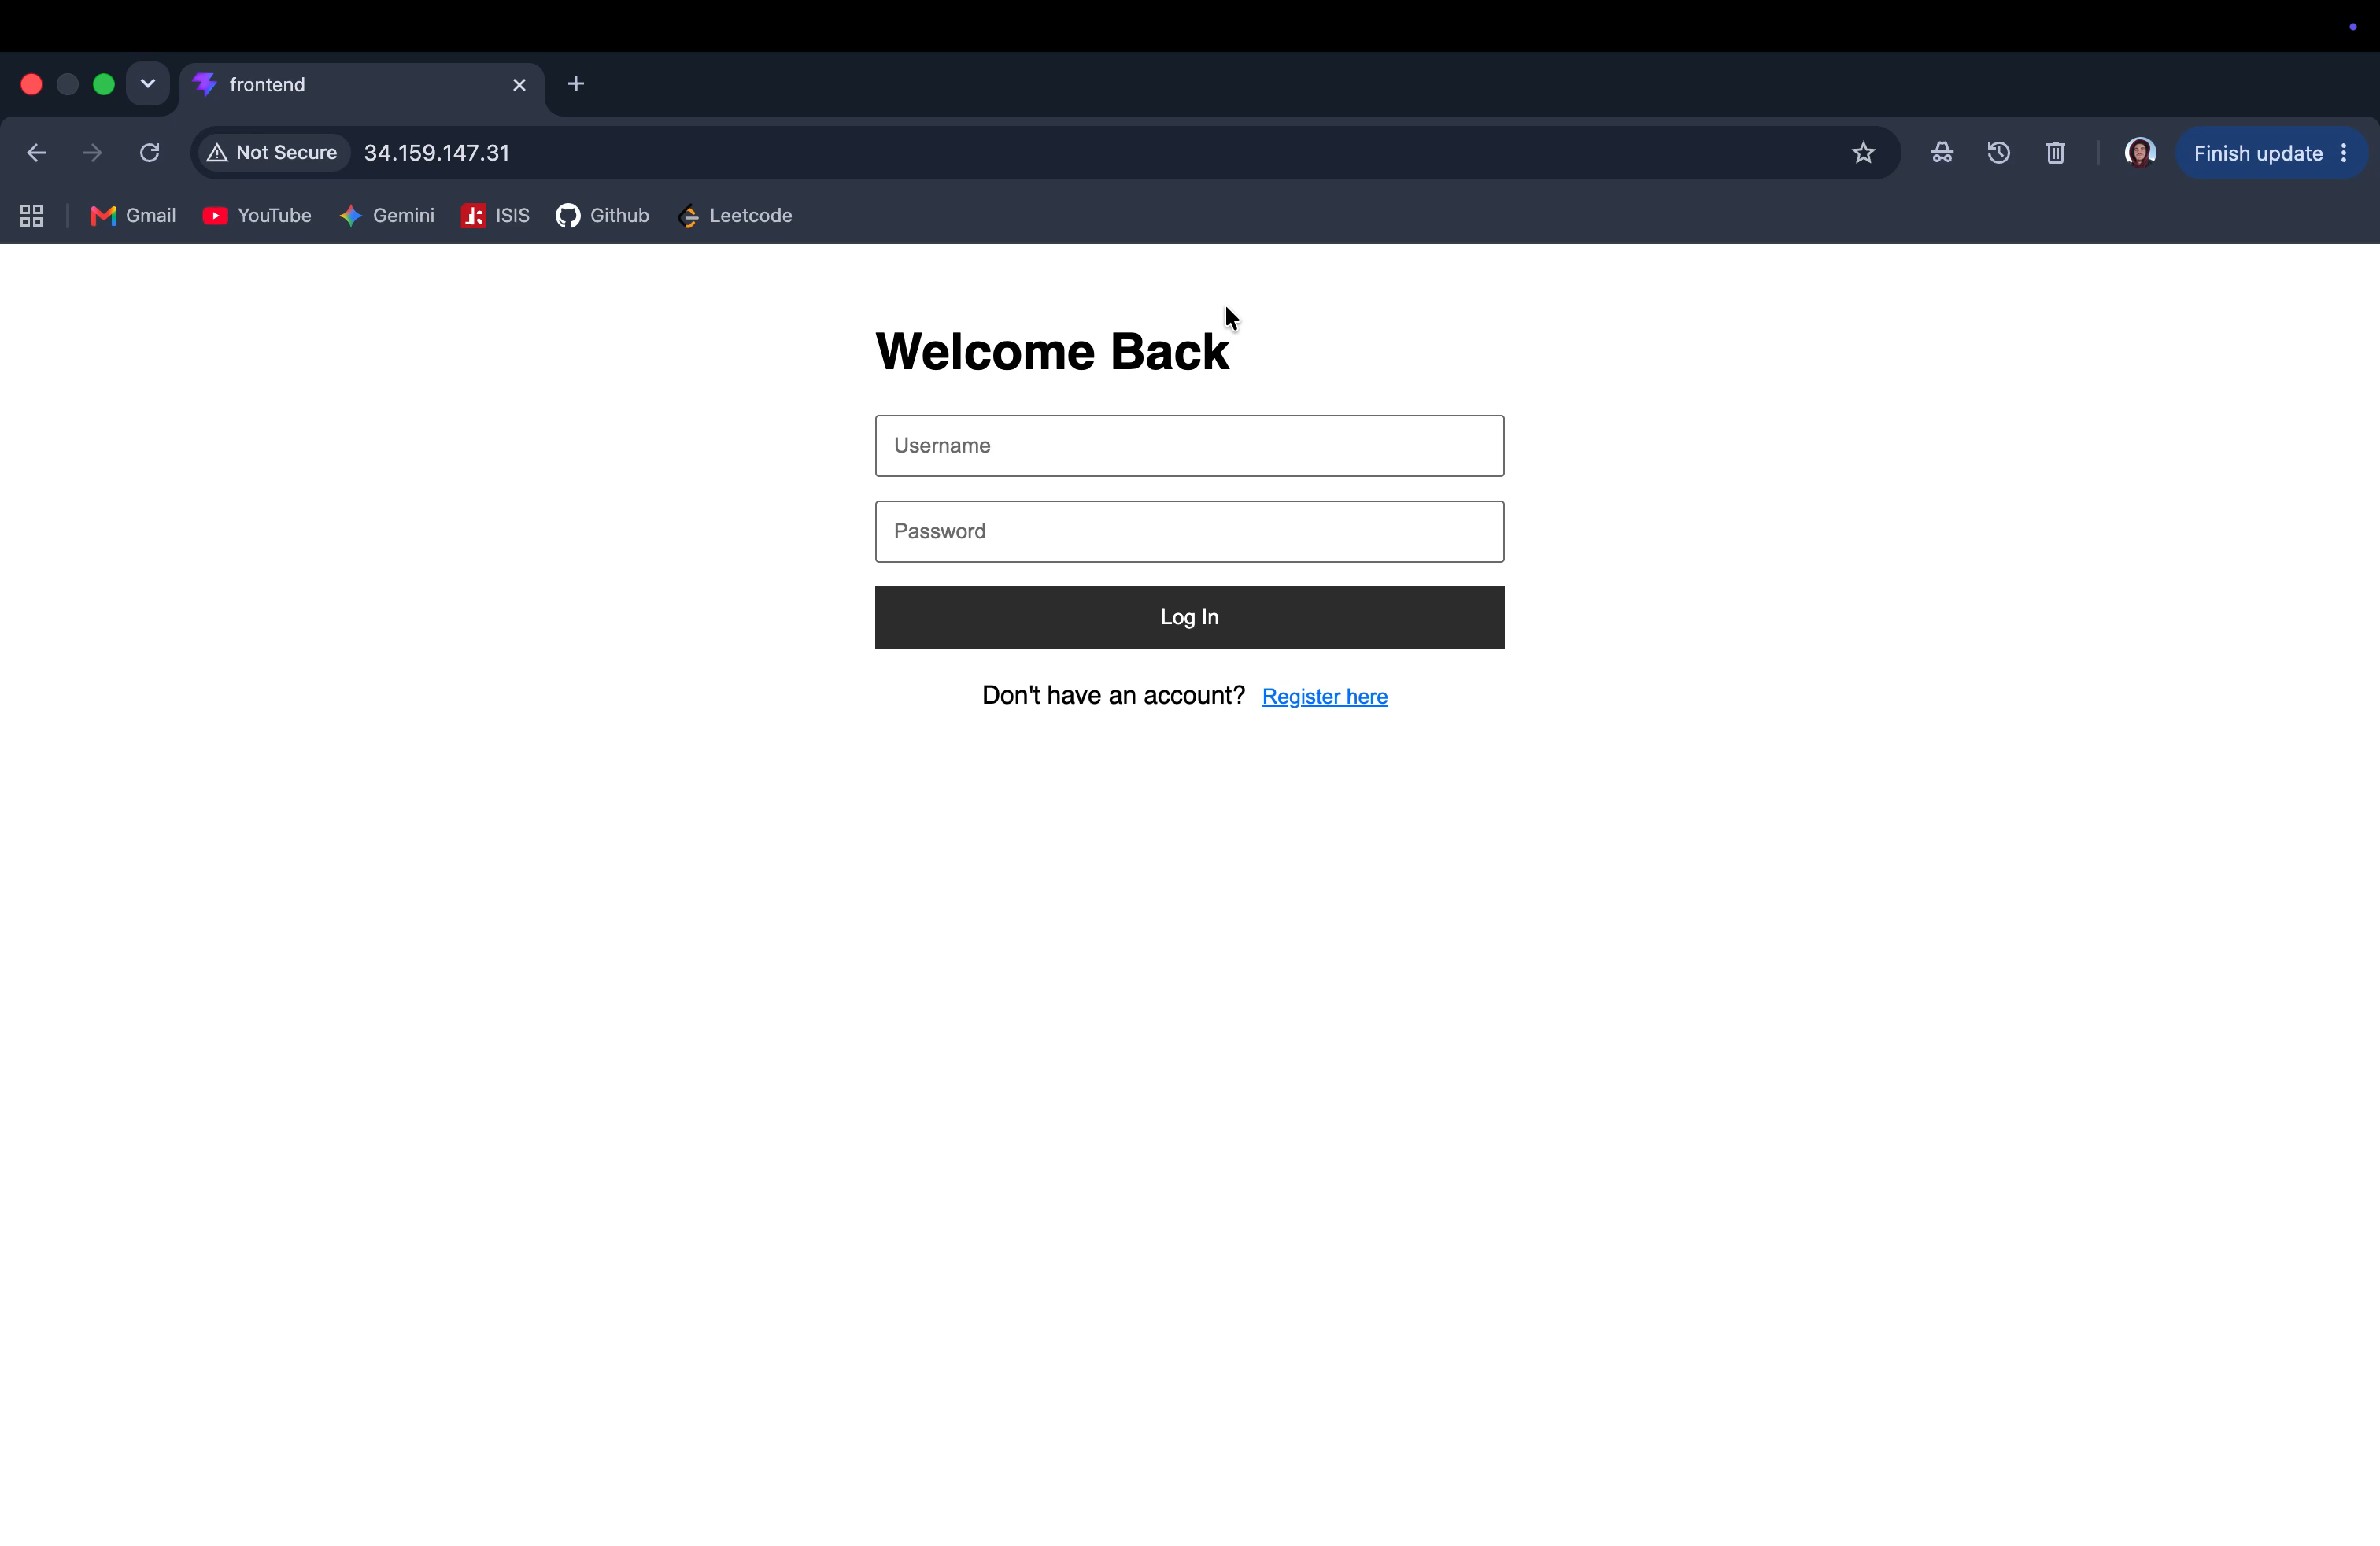 frontend
Not Secure 34.159.147.31 Finish update
Gmail YouTube Gemini ISIS Github Leetcode
Welcome Back
Username
Password
Log In
Don't have an account? Register here